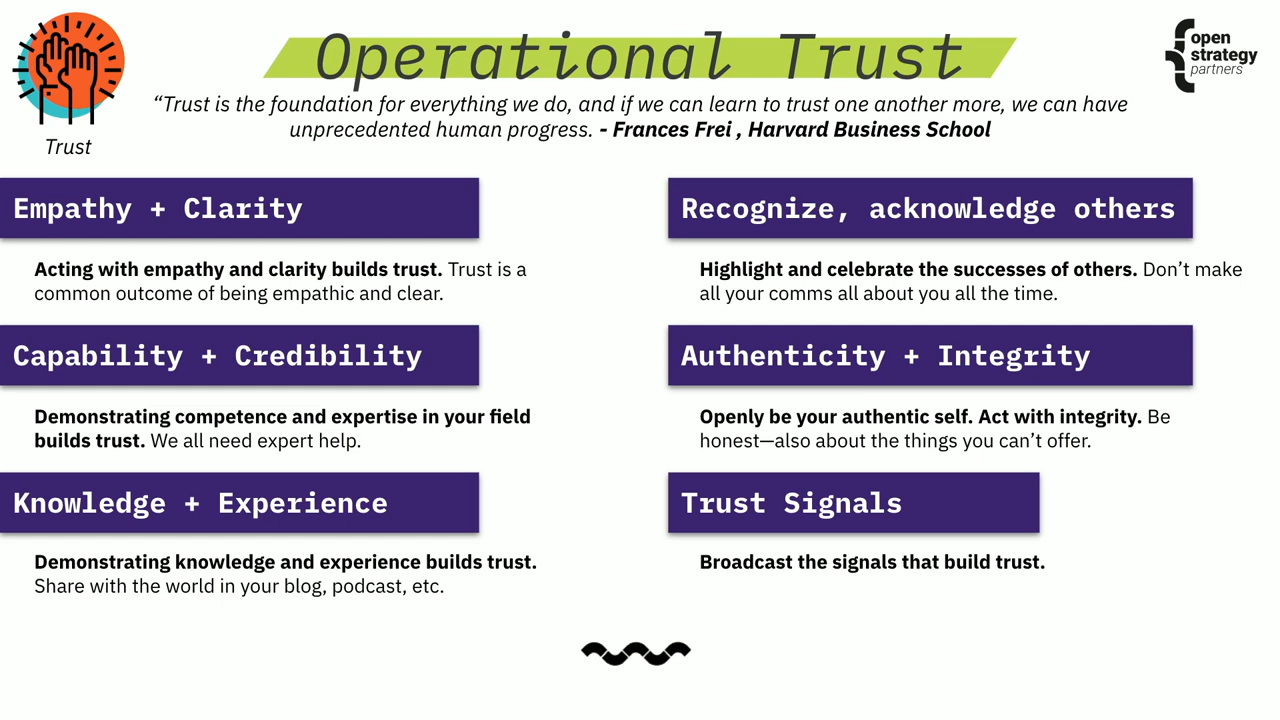 Operational Trust
open
strategy
partners
“Trust is the foundation for everything we do, and if we can learn to trust one another more, we can have
unprecedented human progress. - Frances Frei , Harvard Business School
Trust
Empathy + Clarity
Acting with empathy and clarity builds trust. Trust is a
common outcome of being empathic and clear.
Capability + Credibility
Demonstrating competence and expertise in your field
builds trust. We all need expert help.
Knowledge + Experience
Demonstrating knowledge and experience builds trust.
Share with the world in your blog, podcast, etc.
Recognize, acknowledge others
Highlight and celebrate the successes of others. Don’t make
all your comms all about you all the time.
Authenticity + Integrity
Openly be your authentic self. Act with integrity. Be
honest—also about the things you can’t offer.
Trust Signals
Broadcast the signals that build trust.